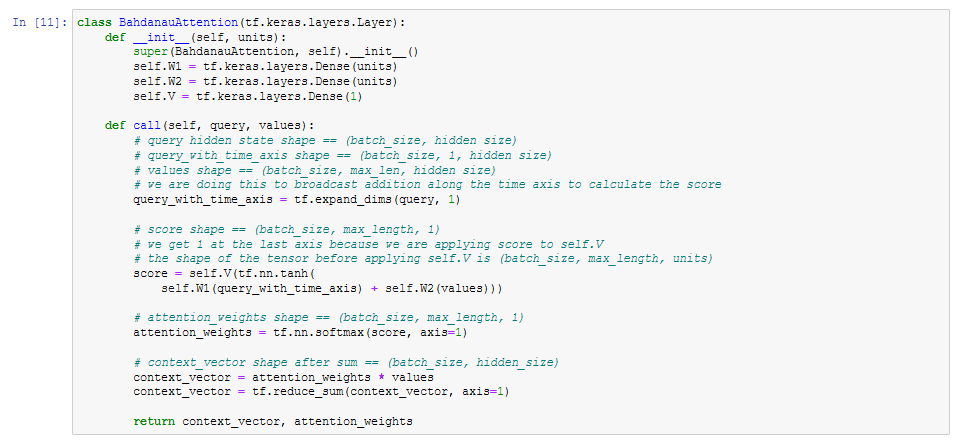 In [11]: class BahdanauAttention(tf.keras.layers.Layer):
    def __init__(self, units):
        super(BahdanauAttention, self).__init__()
        self.W1 = tf.keras.layers.Dense(units)
        self.W2 = tf.keras.layers.Dense(units)
        self.V = tf.keras.layers.Dense(1)

    def call(self, query, values):
        # query hidden state shape == (batch_size, hidden size)
        # query_with_time_axis shape == (batch_size, 1, hidden size)
        # values shape == (batch_size, max_len, hidden size)
        # we are doing this to broadcast addition along the time axis to calculate the score
        query_with_time_axis = tf.expand_dims(query, 1)

        # score shape == (batch_size, max_length, 1)
        # we get 1 at the last axis because we are applying score to self.V
        # the shape of the tensor before applying self.V is (batch_size, max_length, units)
        score = self.V(tf.nn.tanh(
            self.W1(query_with_time_axis) + self.W2(values)))

        # attention_weights shape == (batch_size, max_length, 1)
        attention_weights = tf.nn.softmax(score, axis=1)

        # context_vector shape after sum == (batch_size, hidden_size)
        context_vector = attention_weights * values
        context_vector = tf.reduce_sum(context_vector, axis=1)

        return context_vector, attention_weights